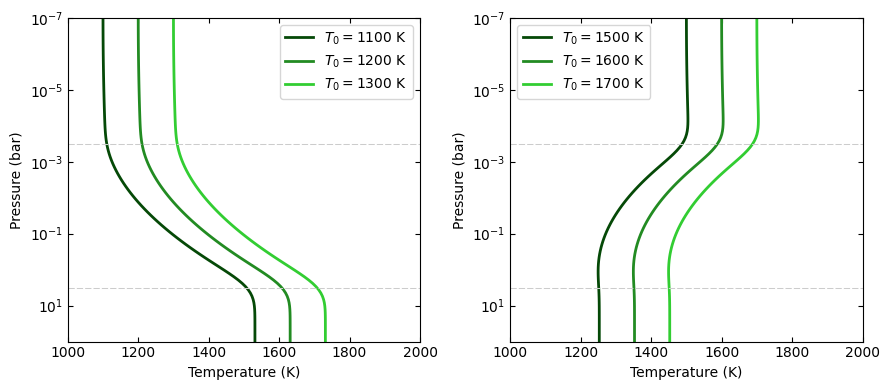 10⁻⁷
10⁻⁵
10⁻³
10⁻¹
10¹
Pressure (bar)
T₀ = 1100 K
T₀ = 1200 K
T₀ = 1300 K
1000 1200 1400 1600 1800 2000
Temperature (K)
10⁻⁷
10⁻⁵
10⁻³
10⁻¹
10¹
Pressure (bar)
T₀ = 1500 K
T₀ = 1600 K
T₀ = 1700 K
1000 1200 1400 1600 1800 2000
Temperature (K)